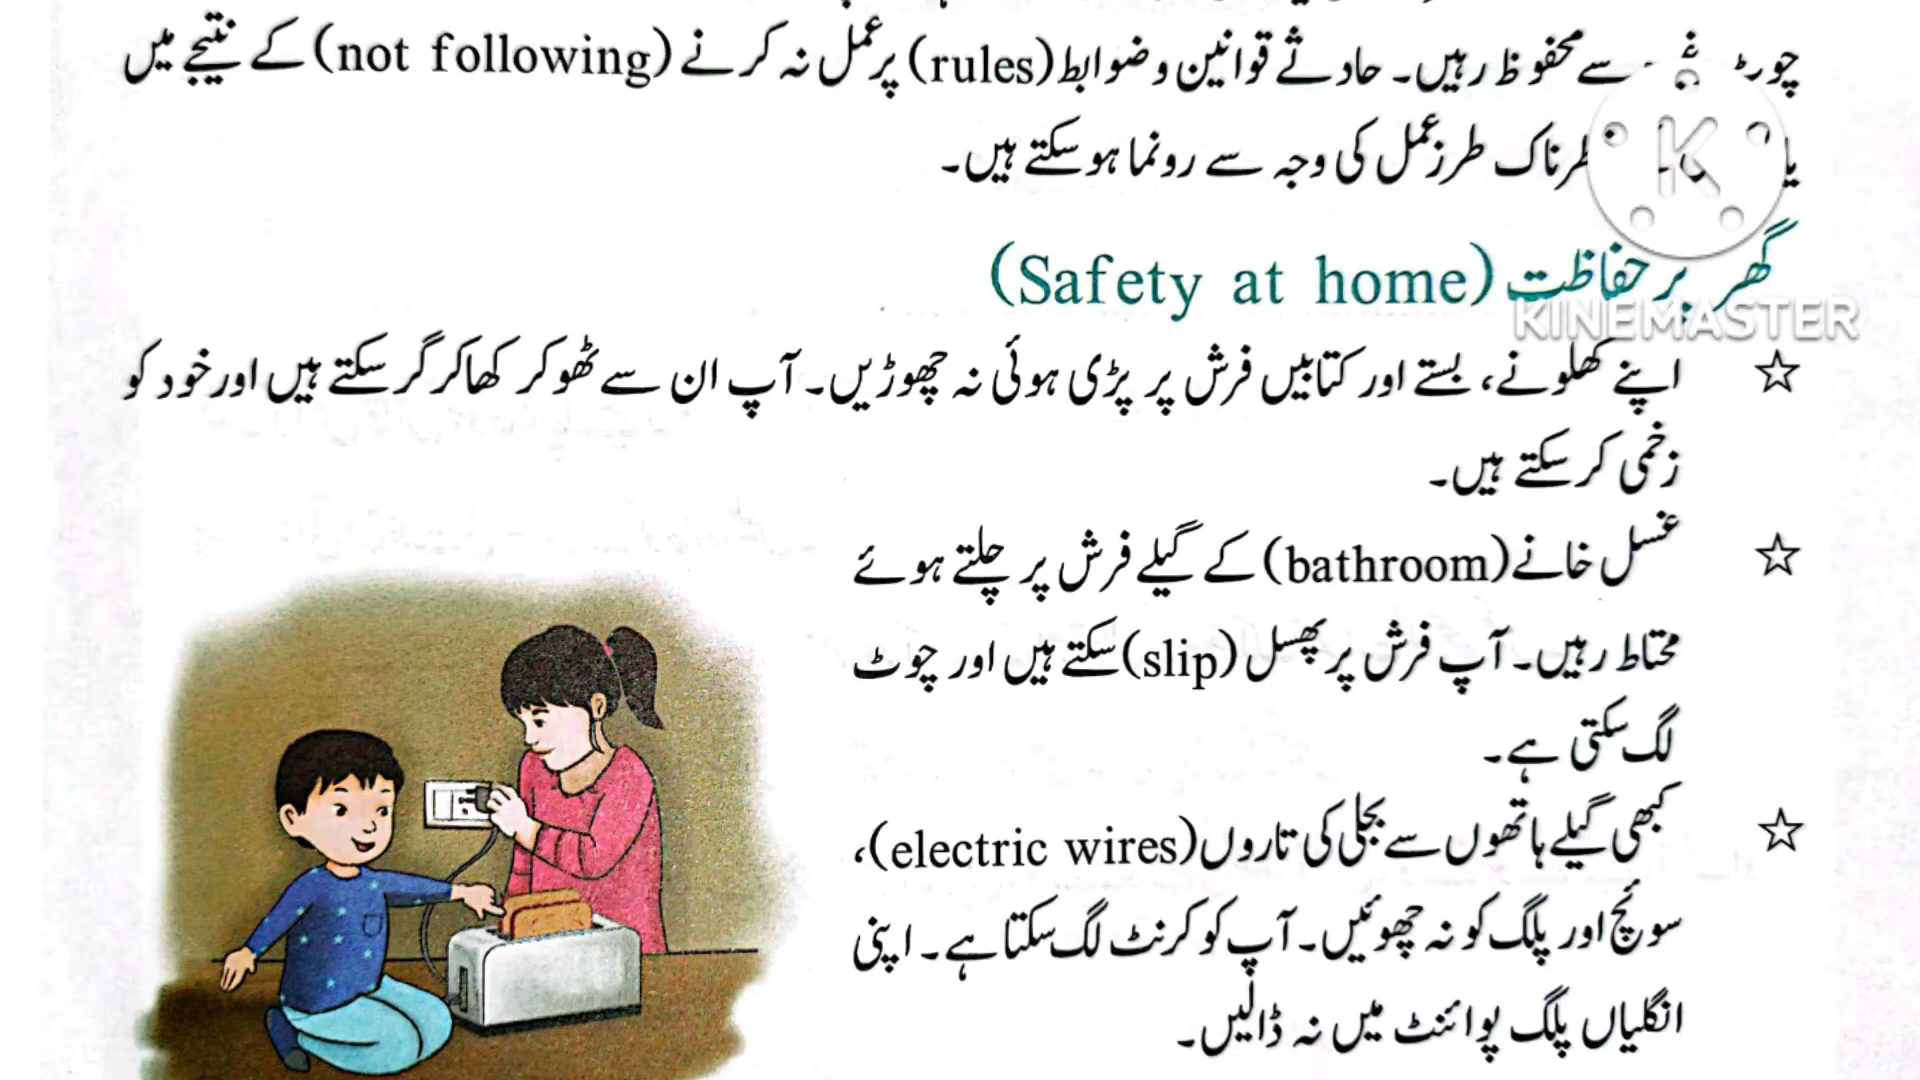 سے محفوظ رہیں۔ حادثے قوانین و ضوابط (rules) پر عمل نہ کرنے (not following) کے نتیجے میں
یا طرز عمل کی وجہ سے رونما ہو سکتے ہیں۔
گھر پر حفاظت (Safety at home)
KINEMASTER
☆ اپنے کھلونے، بستے اور کتابیں فرش پر پڑی ہوئی نہ چھوڑیں۔ آپ ان سے ٹھوکر کھا کر گر سکتے ہیں اور خود کو
زخمی کر سکتے ہیں۔
☆ غسل خانے (bathroom) کے گیلے فرش پر چلتے ہوئے
محتاط رہیں۔ آپ فرش پر پھسل (slip) سکتے ہیں اور چوٹ
لگ سکتی ہے۔
☆ کبھی گیلے ہاتھوں سے بجلی کی تاروں (electric wires)،
سوئچ اور پلگ کو نہ چھوئیں۔ آپ کو کرنٹ لگ سکتا ہے۔ اپنی
انگلیاں پلگ پوائنٹ میں نہ ڈالیں۔